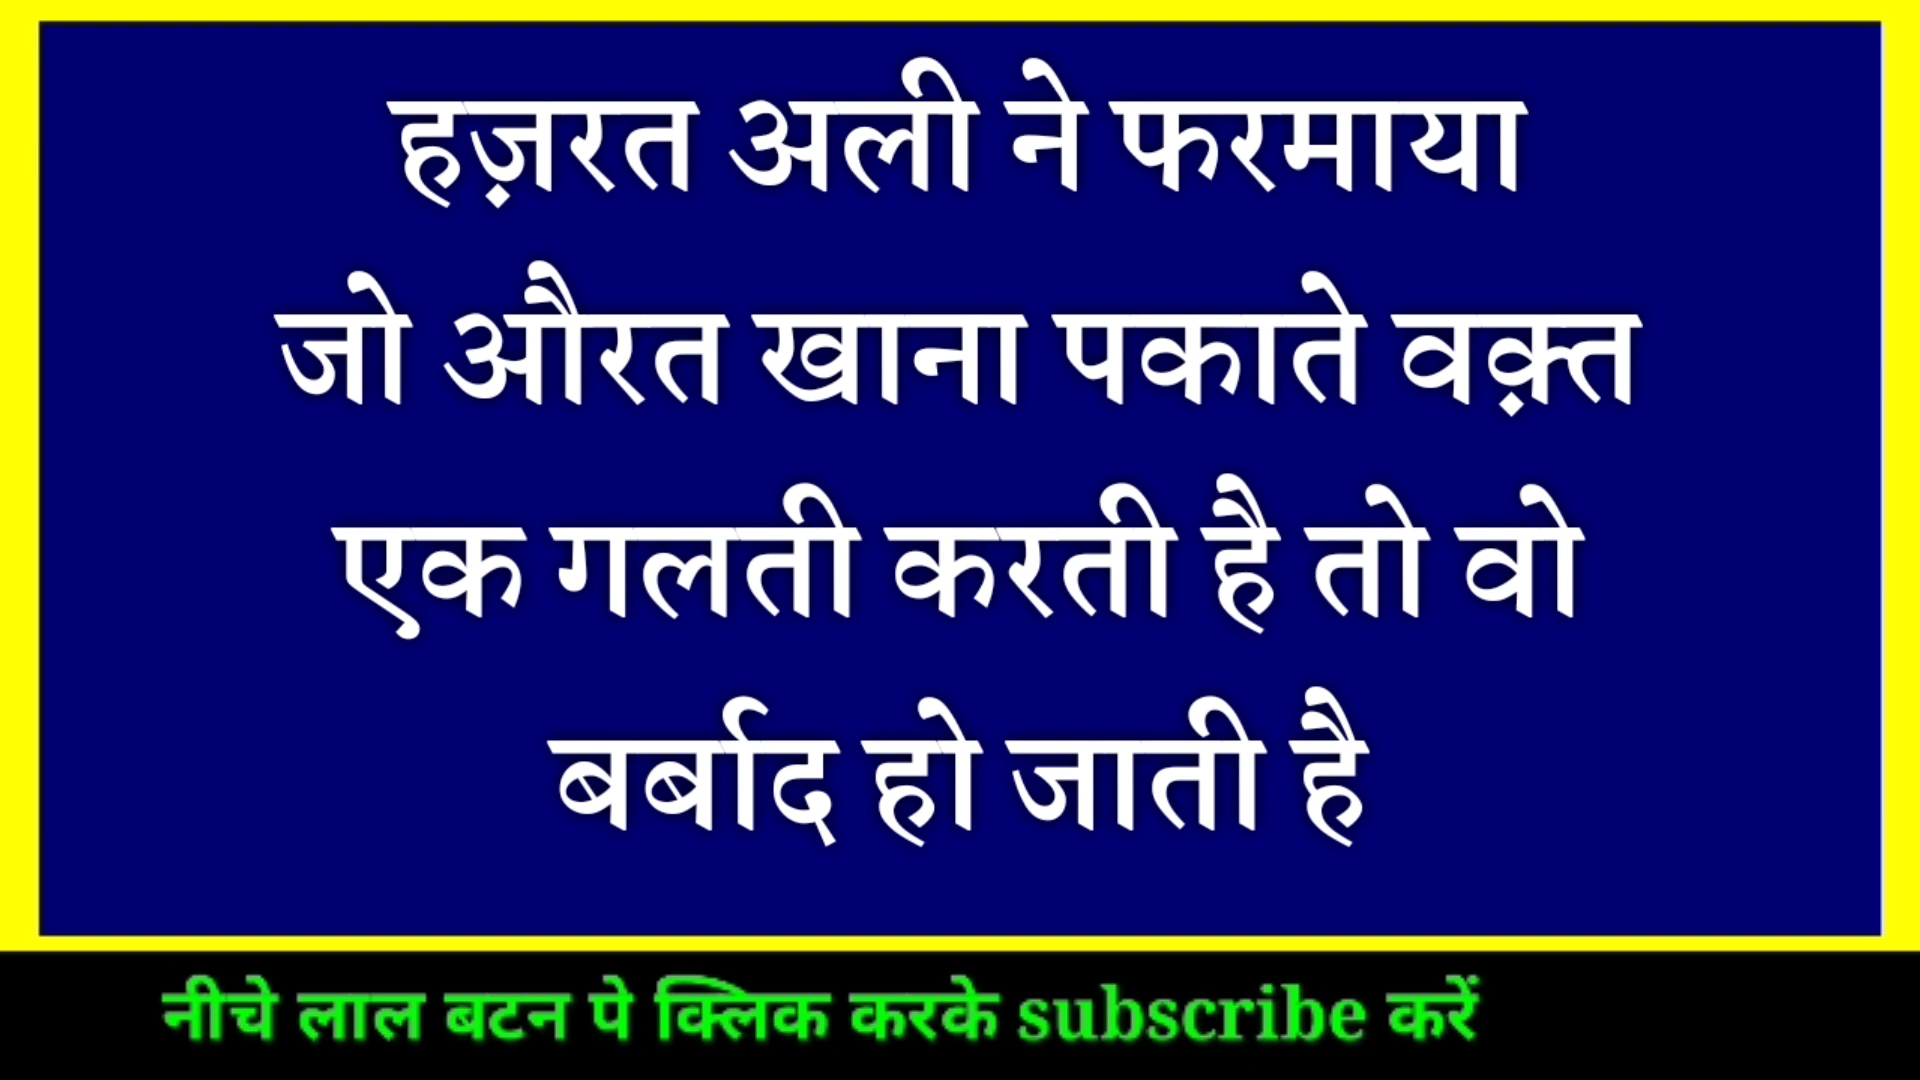 हज़रत अली ने फरमाया
जो औरत खाना पकाते वक़्त
एक गलती करती है तो वो
बर्बाद हो जाती है
नीचे लाल बटन पे क्लिक करके subscribe करें